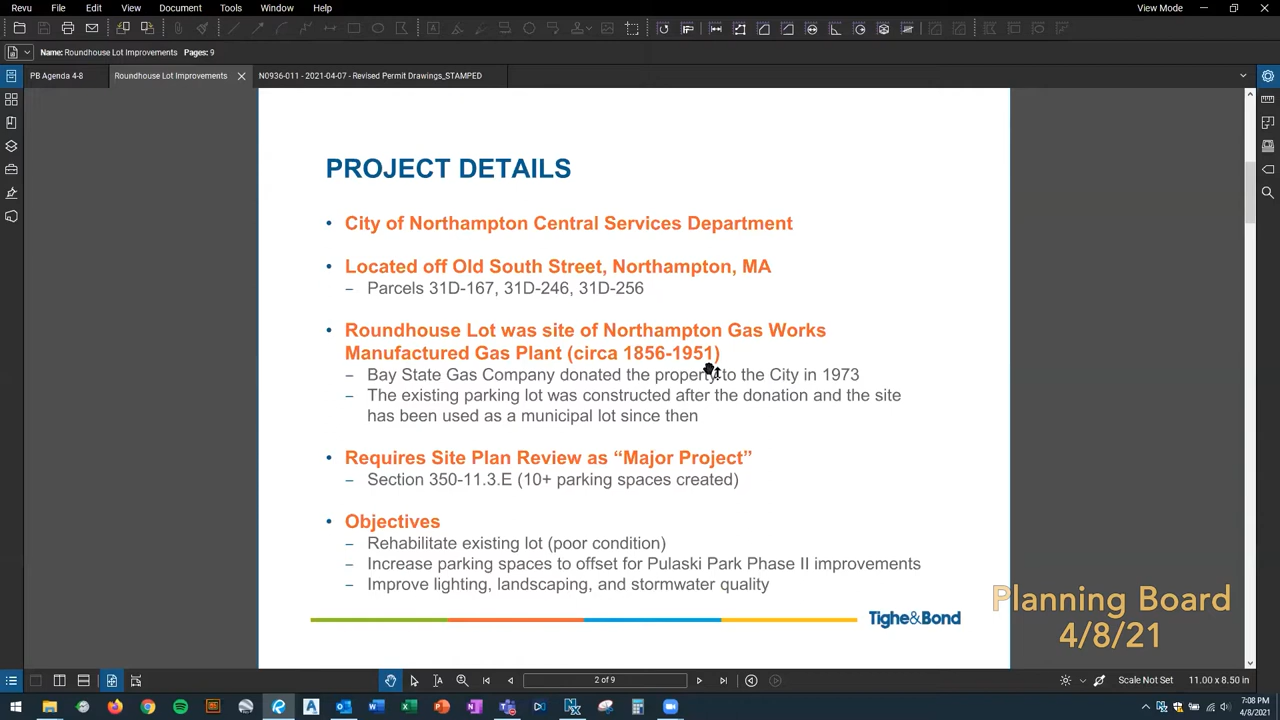 Revu File Edit View Document Tools Window Help View Mode
Name: Roundhouse Lot Improvements Pages: 9
PB Agenda 4-8 Roundhouse Lot Improvements N0936-011 - 2021-04-07 - Revised Permit Drawings_STAMPED
PROJECT DETAILS
• City of Northampton Central Services Department
• Located off Old South Street, Northampton, MA
– Parcels 31D-167, 31D-246, 31D-256
• Roundhouse Lot was site of Northampton Gas Works
Manufactured Gas Plant (circa 1856-1951)
– Bay State Gas Company donated the property to the City in 1973
– The existing parking lot was constructed after the donation and the site
has been used as a municipal lot since then
• Requires Site Plan Review as “Major Project”
– Section 350-11.3.E (10+ parking spaces created)
• Objectives
– Rehabilitate existing lot (poor condition)
– Increase parking spaces to offset for Pulaski Park Phase II improvements
– Improve lighting, landscaping, and stormwater quality
Tighe&Bond
Planning Board
4/8/21
2 of 9 Scale Not Set 11.00 x 8.50 in
7:08 PM
4/8/2021